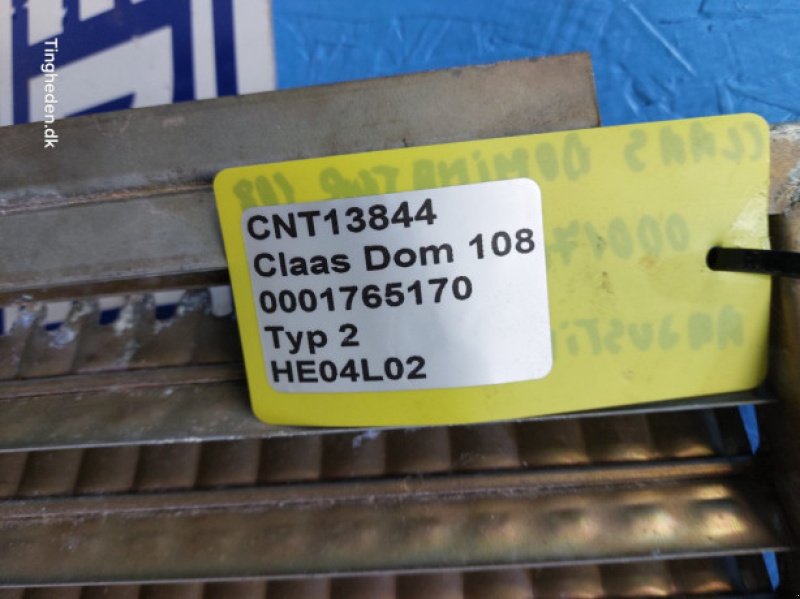 Tingheden.dk
CNT13844
Claas Dom 108
0001765170
Typ 2
HE04L02